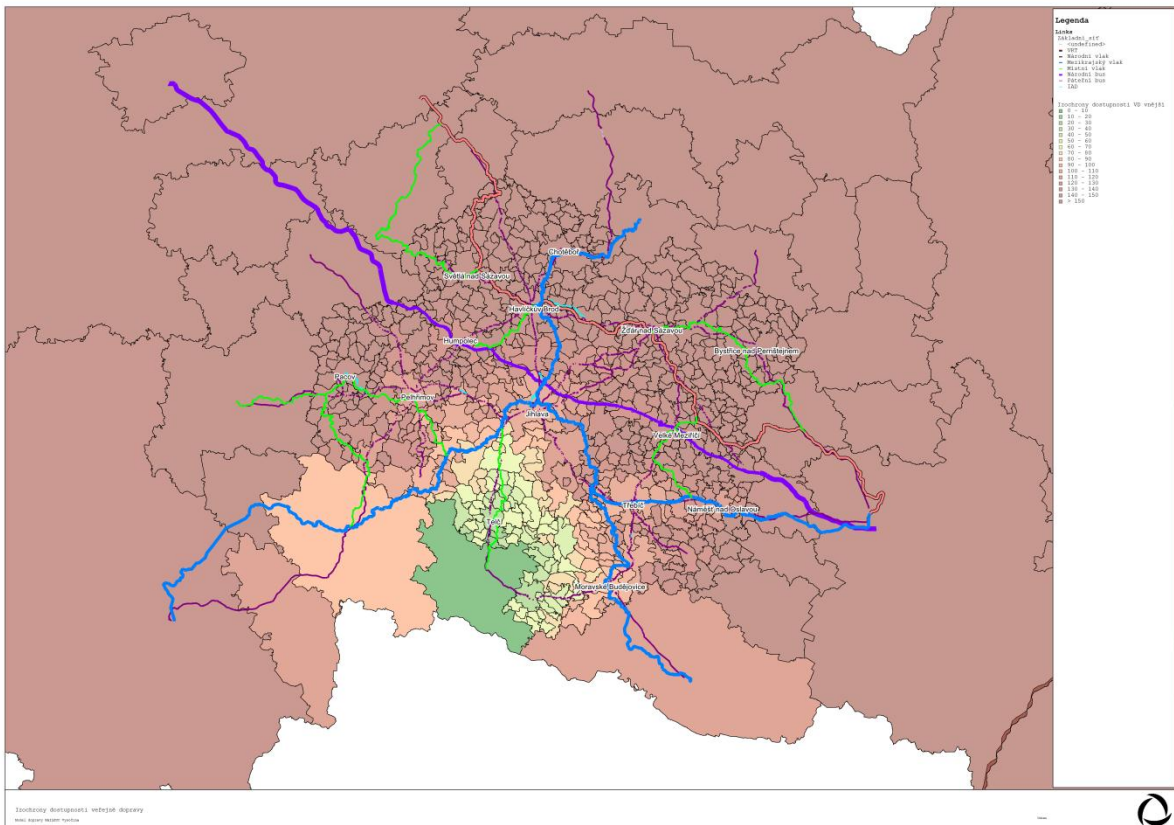 Legenda
Links
Základní_síť
<undefined>
VRT
Národní vlak
Mezikrajský vlak
Místní vlak
Národní bus
Páteřní bus
IAD
Izochrony dostupnosti VD vnější
0 - 10
10 - 20
20 - 30
30 - 40
40 - 50
50 - 60
60 - 70
70 - 80
80 - 90
90 - 100
100 - 110
110 - 120
120 - 130
130 - 140
140 - 150
> 150
Chotěboř
Světlá nad Sázavou
Havlíčkův Brod
Žďár nad Sázavou
Humpolec
Bystřice nad Pernštejnem
Pacov
Pelhřimov
Jihlava
Velké Meziříčí
Třebíč
Náměšť nad Oslavou
Telč
Moravské Budějovice
Izochrony dostupnosti veřejné dopravy